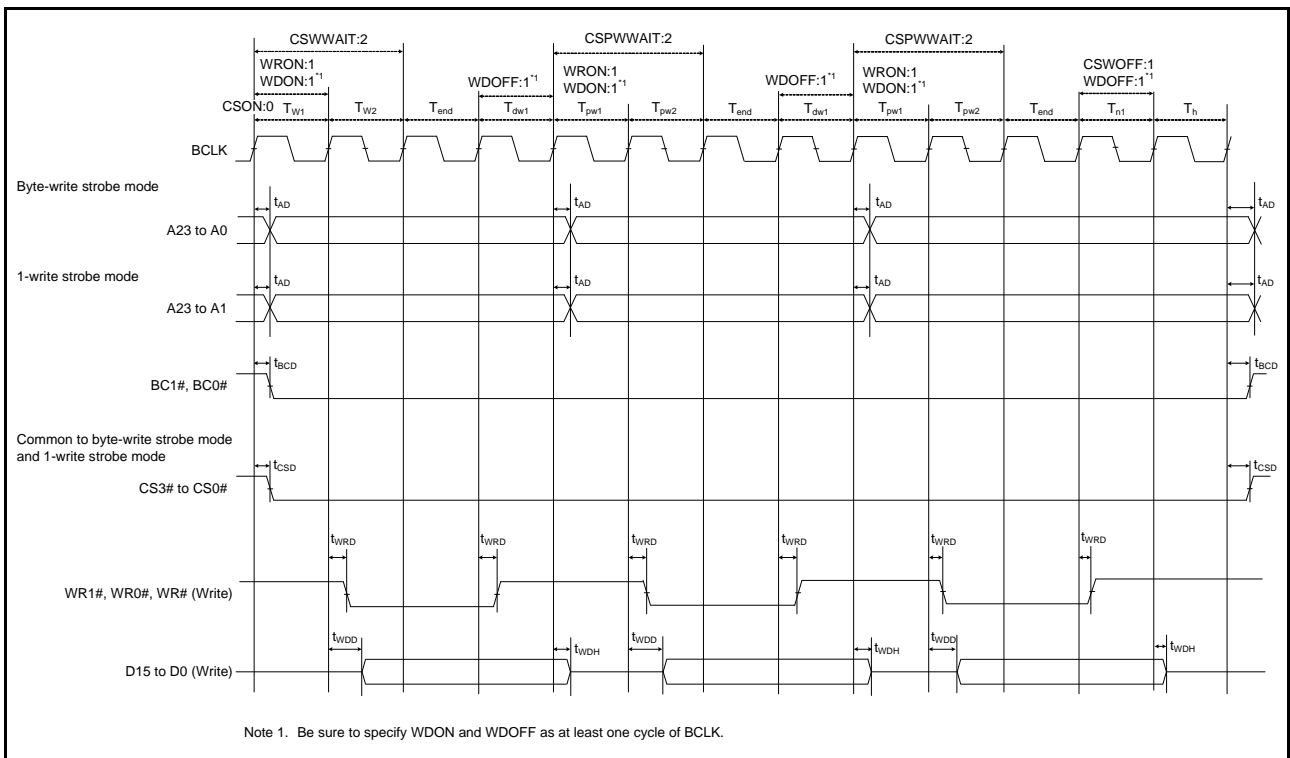 CSWWAIT:2
CSPWWAIT:2
CSPWWAIT:2
WRON:1
WDON:1*1
WDOFF:1*1
WRON:1
WDON:1*1
WDOFF:1*1
WRON:1
WDON:1*1
CSWOFF:1
WDOFF:1*1
CSON:0
TW1
TW2
Tend
Tdw1
Tpw1
Tpw2
Tend
Tdw1
Tpw1
Tpw2
Tend
Tn1
Th
BCLK
Byte-write strobe mode
tAD
tAD
tAD
tAD
A23 to A0
1-write strobe mode
tAD
tAD
tAD
tAD
A23 to A1
tBCD
tBCD
BC1#, BC0#
Common to byte-write strobe mode
and 1-write strobe mode
tCSD
tCSD
CS3# to CS0#
tWRD
tWRD
tWRD
tWRD
tWRD
tWRD
WR1#, WR0#, WR# (Write)
tWDD
tWDH
tWDD
tWDH
tWDD
tWDH
D15 to D0 (Write)
Note 1. Be sure to specify WDON and WDOFF as at least one cycle of BCLK.